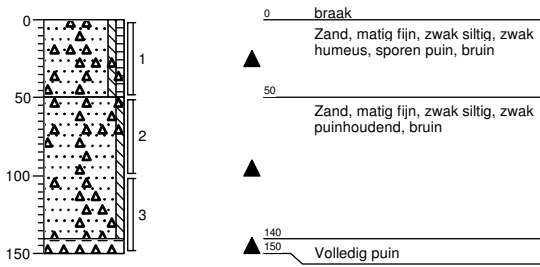 0
50
100
150
1
2
3
0 braak
Zand, matig fijn, zwak siltig, zwak
humeus, sporen puin, bruin
50
Zand, matig fijn, zwak siltig, zwak
puinhoudend, bruin
140
150 Volledig puin